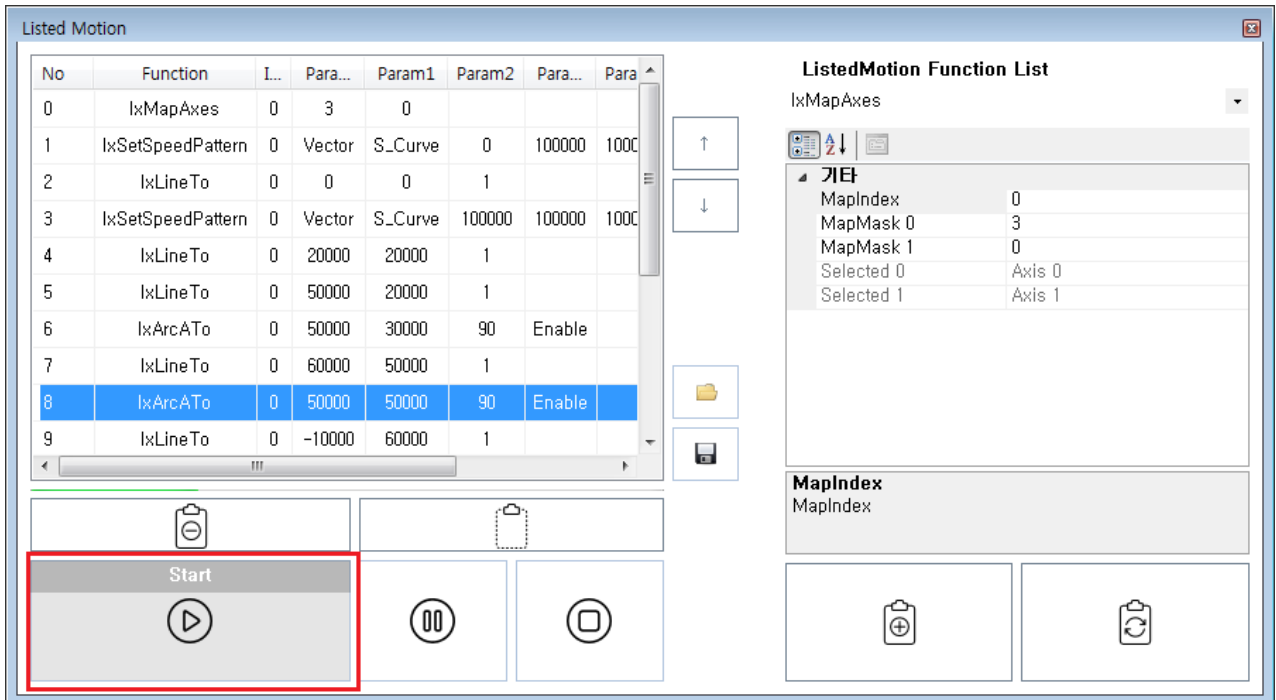 Listed Motion
No Function I... Para... Param1 Param2 Para... Para
0 IxMapAxes 0 3 0
1 IxSetSpeedPattern 0 Vector S_Curve 0 100000 1000
2 IxLineTo 0 0 0 1
3 IxSetSpeedPattern 0 Vector S_Curve 100000 100000 1000
4 IxLineTo 0 20000 20000 1
5 IxLineTo 0 50000 20000 1
6 IxArcATo 0 50000 30000 90 Enable
7 IxLineTo 0 60000 50000 1
8 IxArcATo 0 50000 50000 90 Enable
9 IxLineTo 0 -10000 60000 1
Start
ListedMotion Function List
IxMapAxes
기타
MapIndex 0
MapMask 0 3
MapMask 1 0
Selected 0 Axis 0
Selected 1 Axis 1
MapIndex
MapIndex